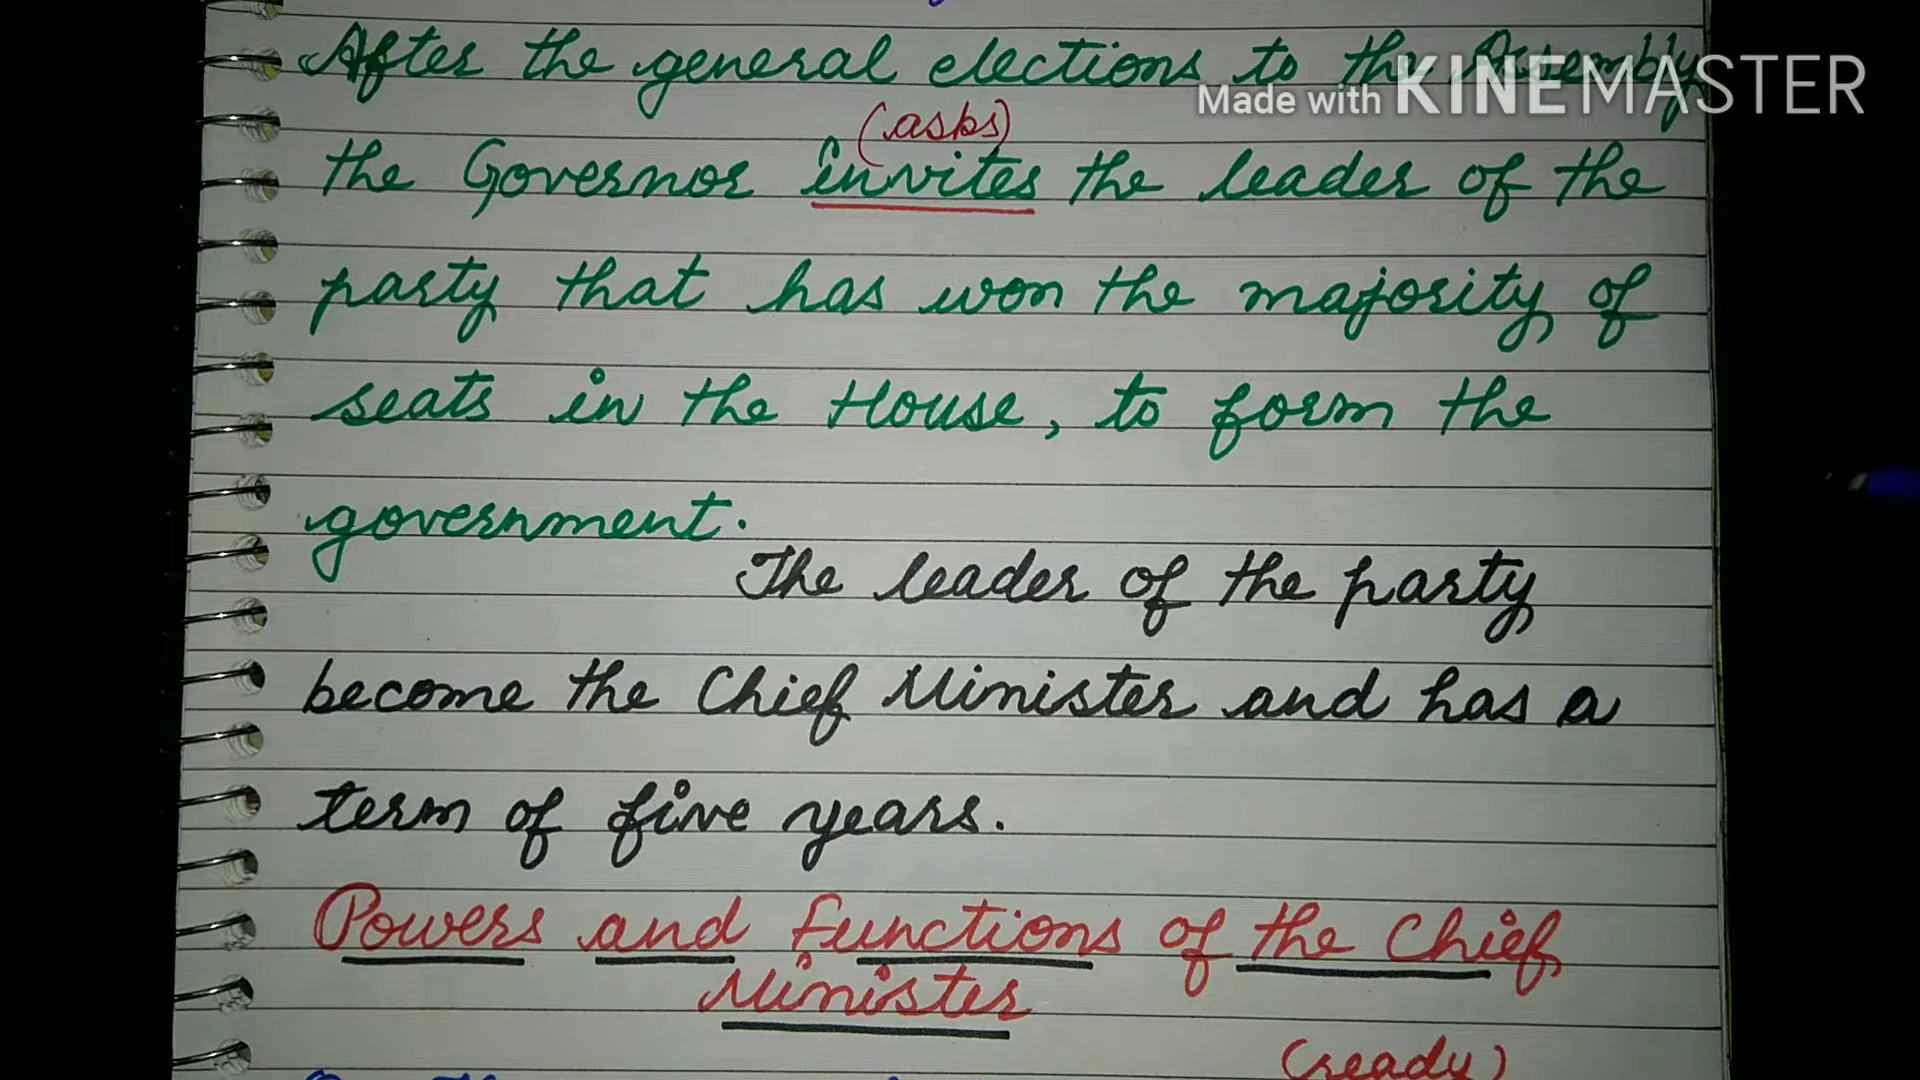 After the general elections to the Assembly
Made with KINEMASTER
(asks)
the Governor invites the leader of the
party that has won the majority of
seats in the House, to form the
government.
The leader of the party
become the Chief Minister and has a
term of five years.
Powers and Functions of the Chief
Minister
(ready)